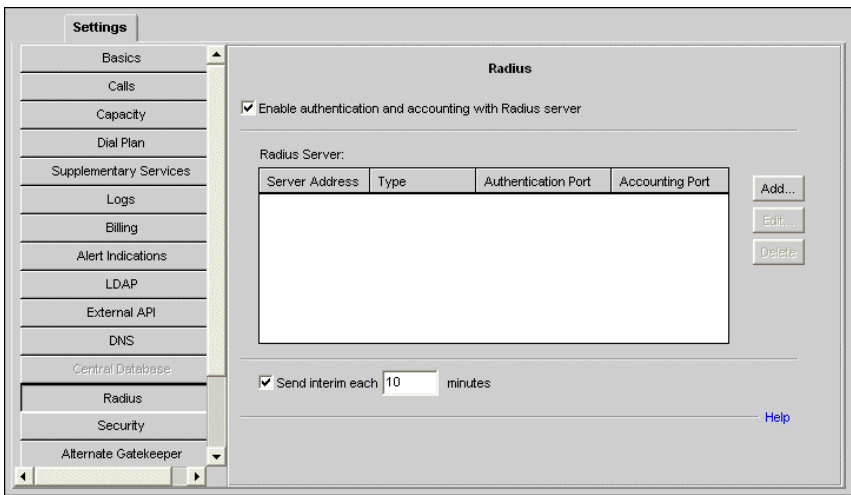 Settings
Basics
Calls
Capacity
Dial Plan
Supplementary Services
Logs
Billing
Alert Indications
LDAP
External API
DNS
Central Database
Radius
Security
Alternate Gatekeeper
Radius
Enable authentication and accounting with Radius server
Radius Server:
Server Address Type Authentication Port Accounting Port
Add...
Edit...
Delete
Send interim each 10 minutes
Help